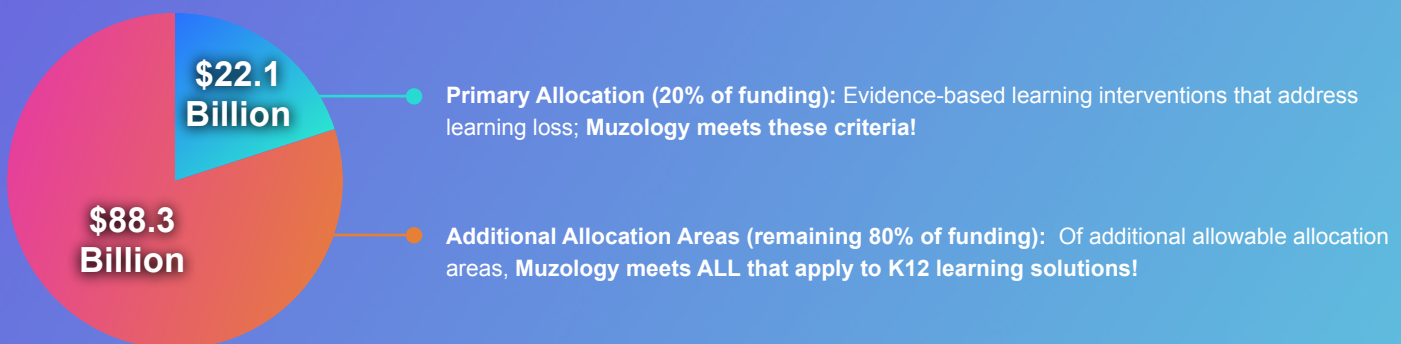 $22.1
Billion
Primary Allocation (20% of funding): Evidence-based learning interventions that address
learning loss; Muzology meets these criteria!
$88.3
Billion
Additional Allocation Areas (remaining 80% of funding): Of additional allowable allocation
areas, Muzology meets ALL that apply to K12 learning solutions!